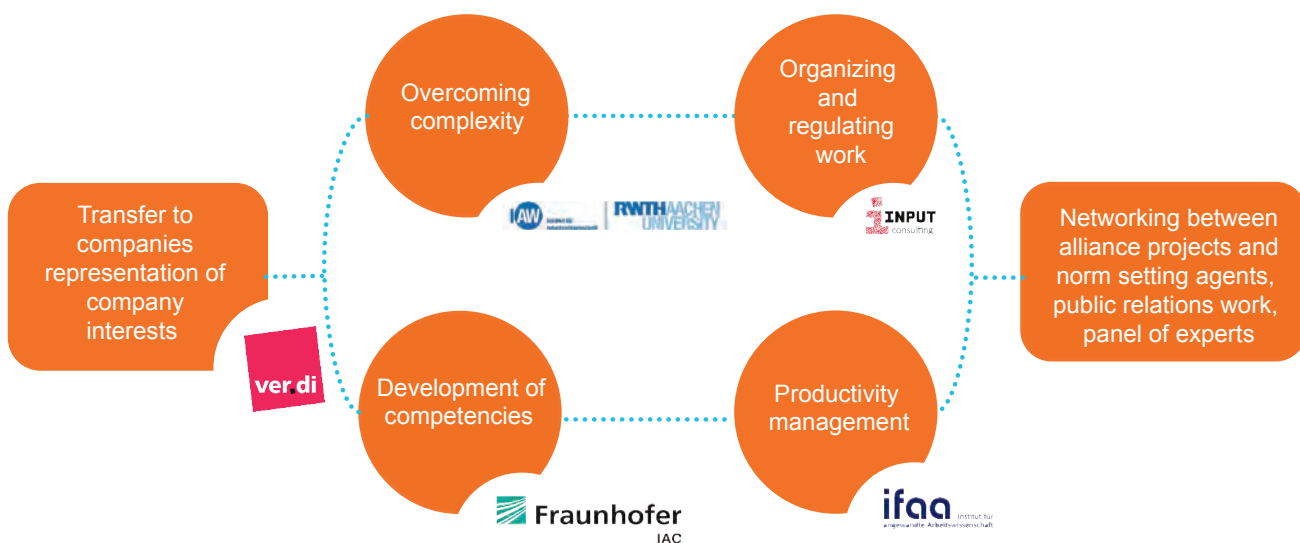 Overcoming
complexity
Organizing
and
regulating
work
IAW
RWTHAACHEN
UNIVERSITY
INPUT
consulting
Transfer to
companies
representation of
company
interests
ver.di
Networking between
alliance projects and
norm setting agents,
public relations work,
panel of experts
Development of
competencies
Productivity
management
Fraunhofer
IAC
ifaa institut für
angewandte Arbeitswissenschaft